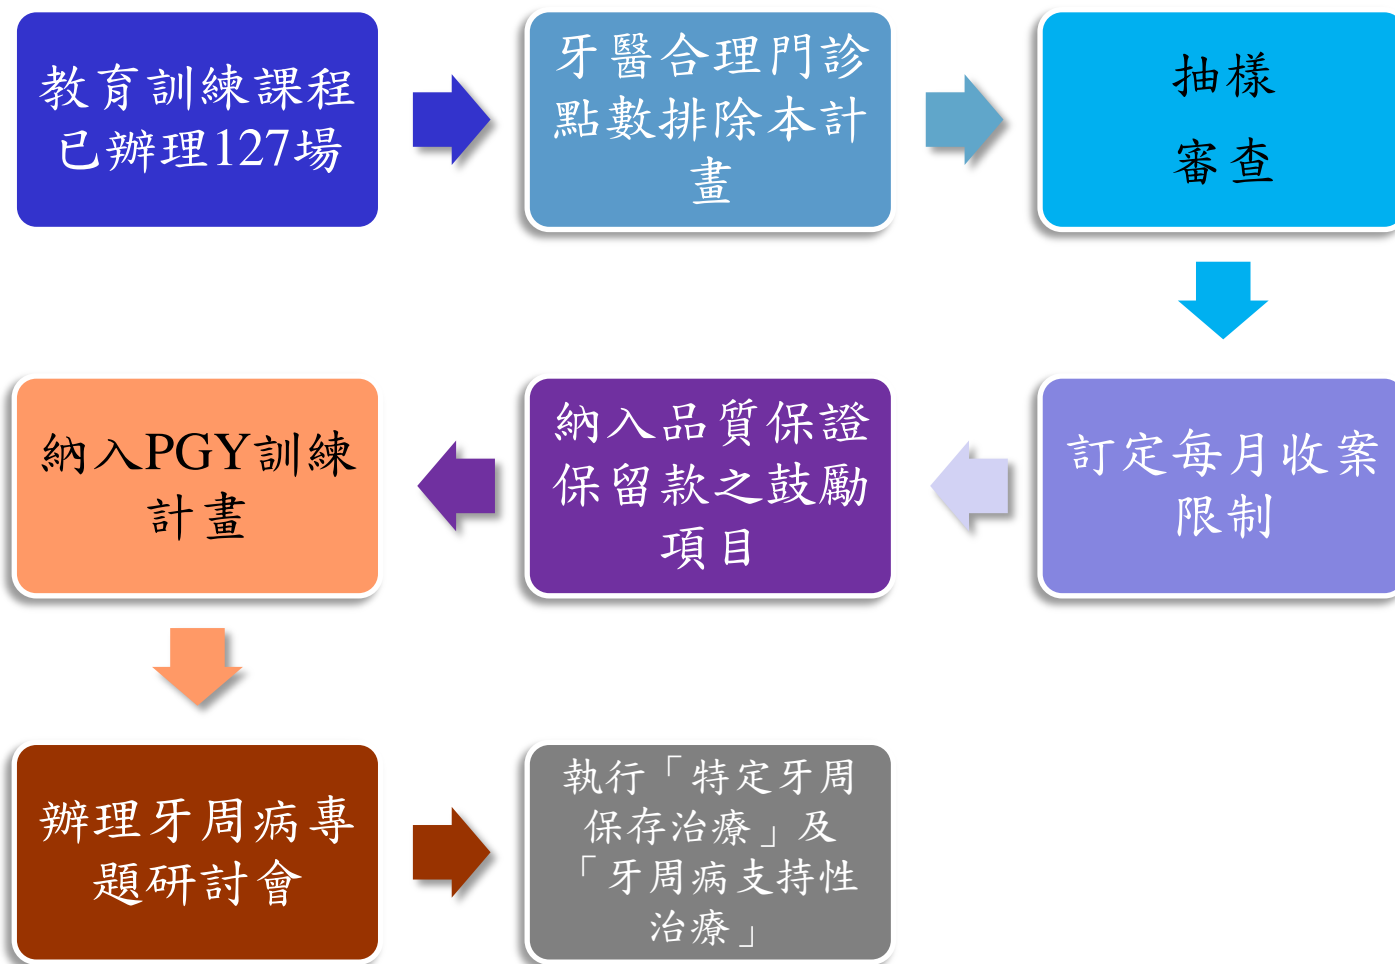 教育訓練課程
已辦理127場
牙醫合理門診
點數排除本計
畫
抽樣
審查
訂定每月收案
限制
納入品質保證
保留款之鼓勵
項目
納入PGY訓練
計畫
辦理牙周病專
題研討會
執行「特定牙周
保存治療」及
「牙周病支持性
治療」